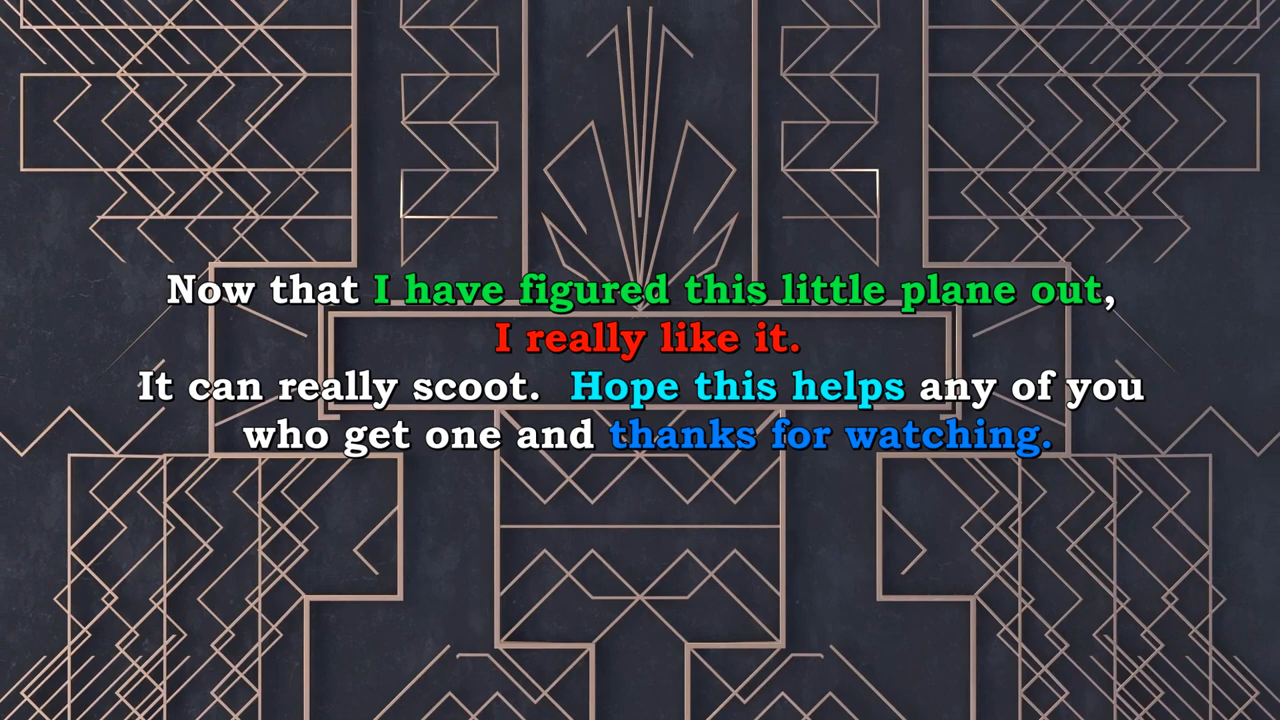 Now that I have figured this little plane out,
I really like it.
It can really scoot.  Hope this helps any of you
who get one and thanks for watching.